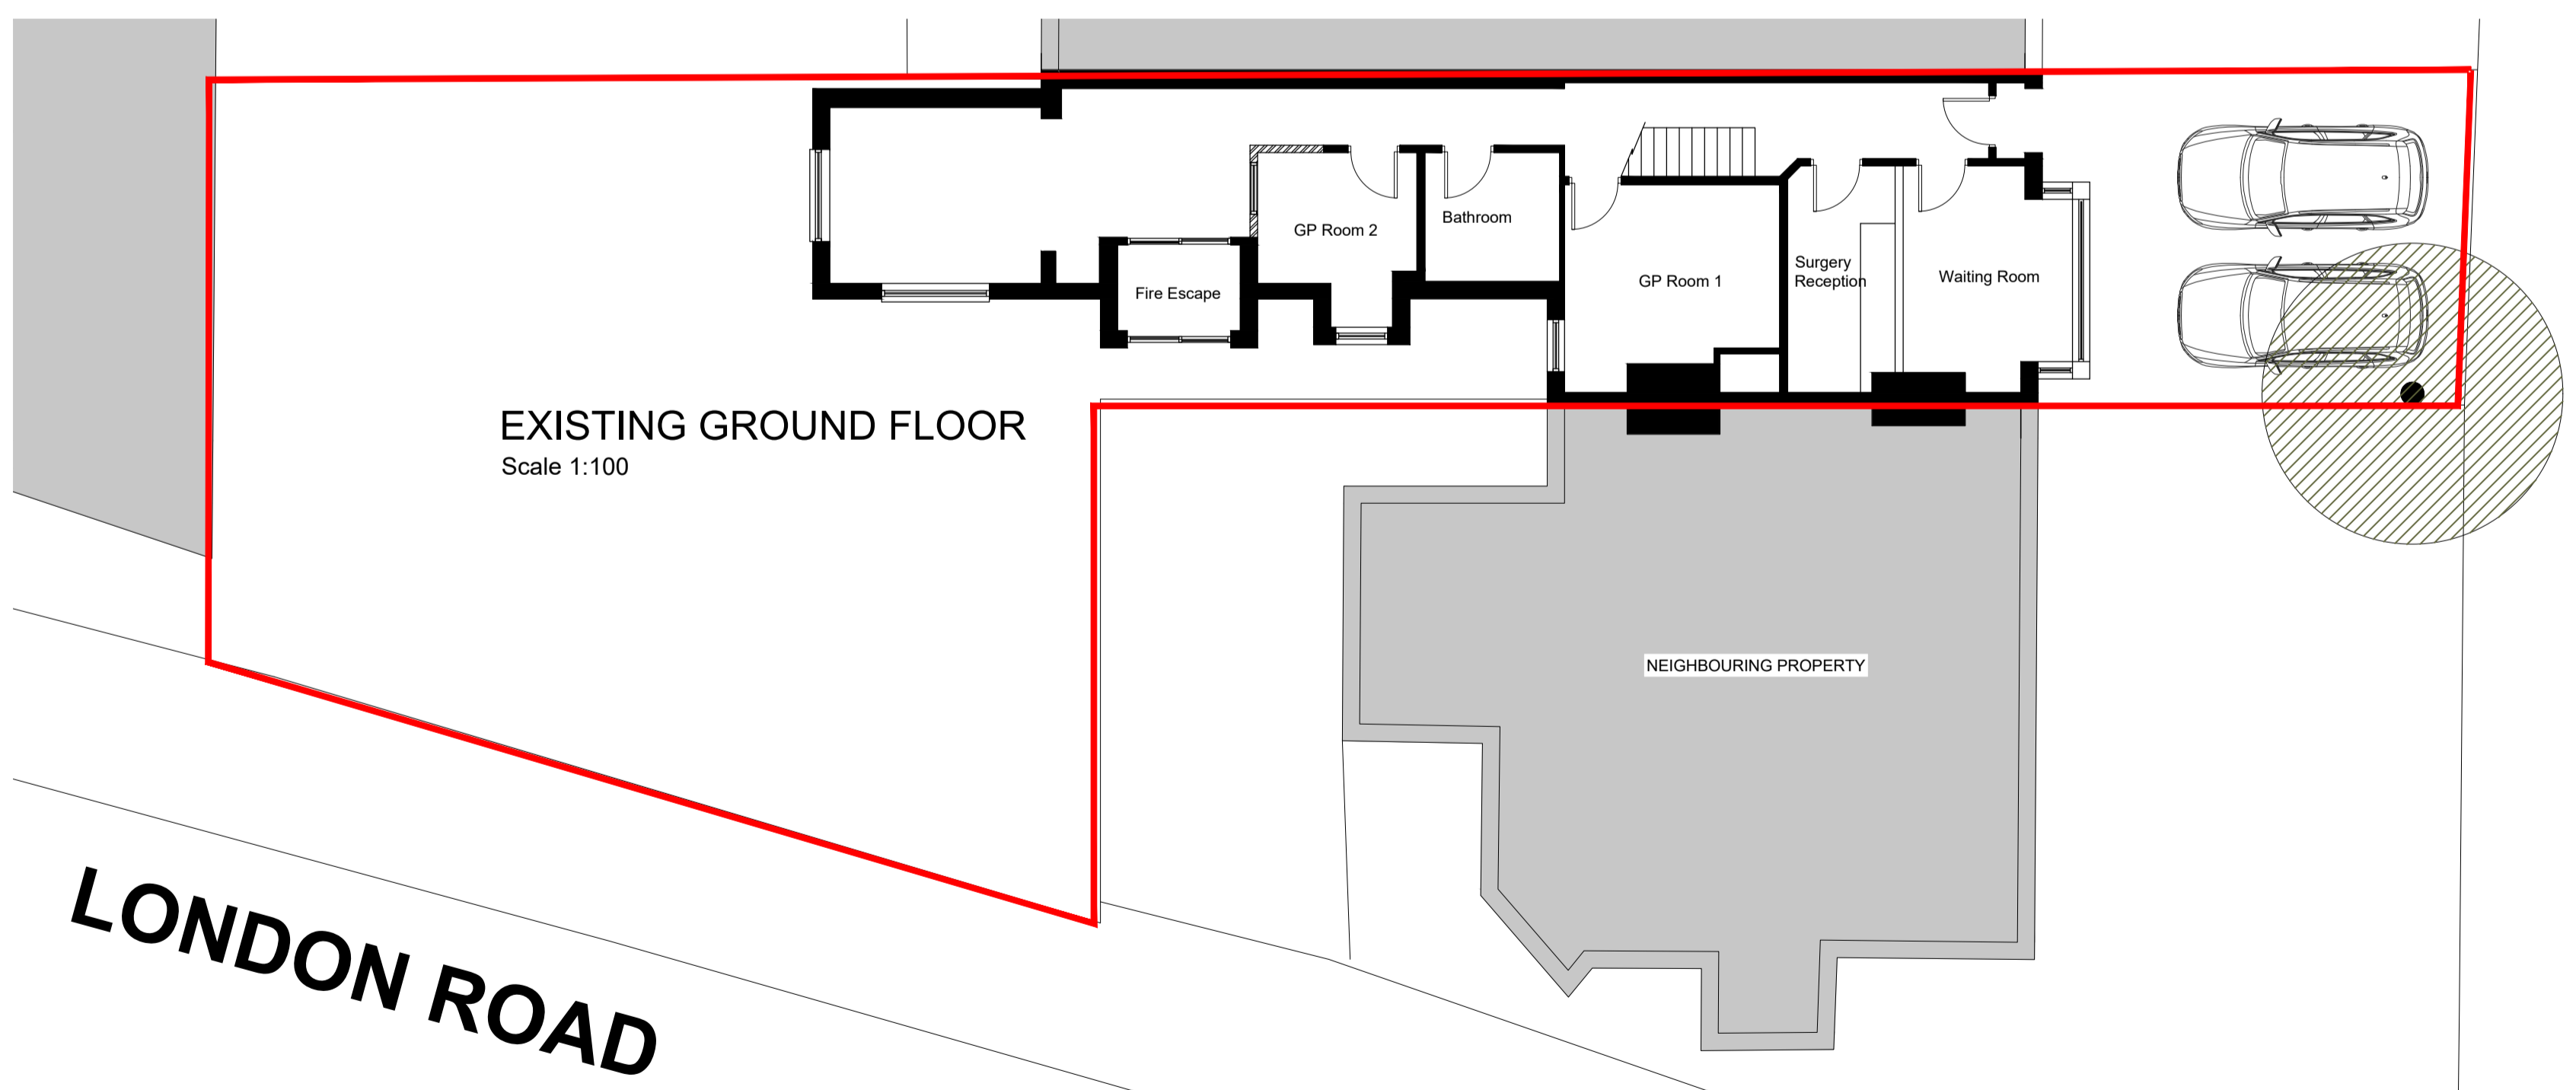 GP Room 2
Bathroom
Fire Escape
GP Room 1
Surgery
Reception
Waiting Room
EXISTING GROUND FLOOR
Scale 1:100
NEIGHBOURING PROPERTY
LONDON ROAD